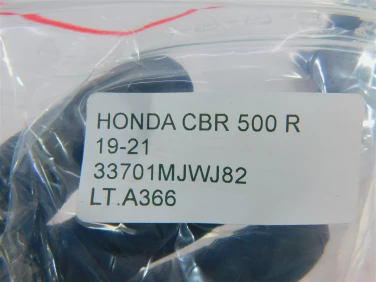 HONDA CBR 500 R
19-21
33701MJWJ82
LT.A366